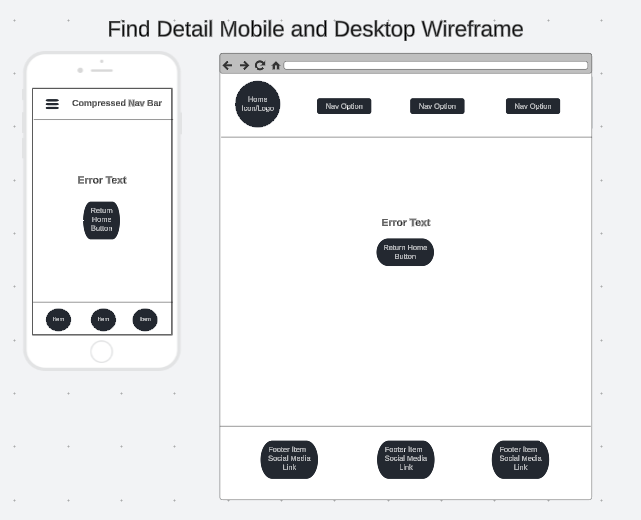 Find Detail Mobile and Desktop Wireframe
Compressed Nav Bar
Error Text
Return
Home
Button
Item
Item
Item
Home
Icon/Logo
Nav Option
Nav Option
Nav Option
Error Text
Return Home
Button
Footer Item
Social Media
Link
Footer Item
Social Media
Link
Footer Item
Social Media
Link